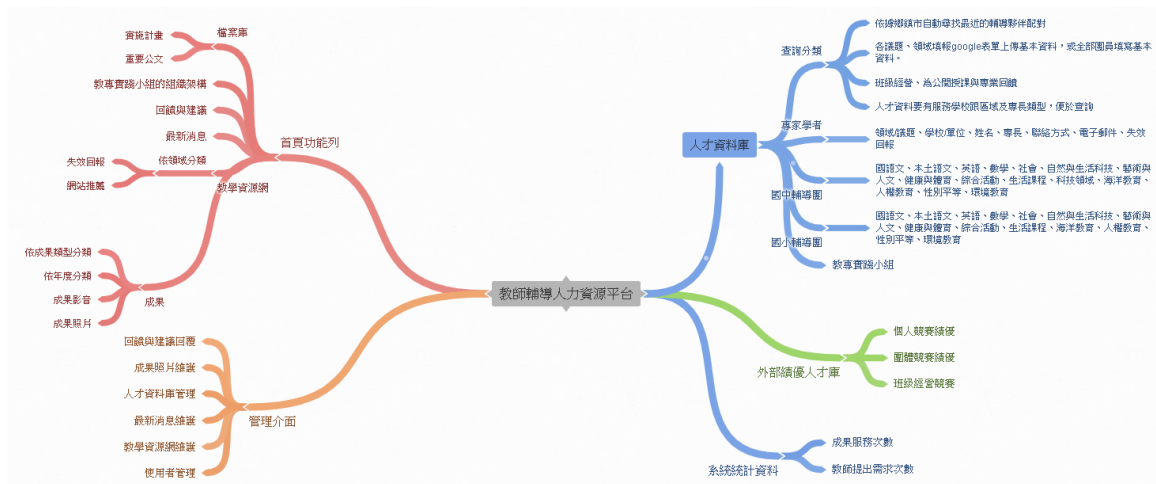 教師輔導人力資源平台
首頁功能列
檔案庫
實施計畫
重要公文
教專實踐小組的組織架構
回饋與建議
最新消息
教學資源網
依領域分類
失效回報
網站推薦
成果
依成果類型分類
依年度分類
成果影音
成果照片
管理介面
回饋與建議回覆
成果照片維護
人才資料庫管理
最新消息維護
教學資源網維護
使用者管理
人才資料庫
查詢分類
依據鄉鎮市自動尋找最近的輔導夥伴配對
各議題、領域填報google表單上傳基本資料，或全部團員填寫基本
資料。
班級經營、為公開授課與專業回饋
人才資料要有服務學校跟區域及專長類型，便於查詢
專家學者
領域/議題、學校/單位、姓名、專長、聯絡方式、電子郵件、失效
回報
國中輔導團
國語文、本土語文、英語、數學、社會、自然與生活科技、藝術與
人文、健康與體育、綜合活動、生活課程、科技領域、海洋教育、
人權教育、性別平等、環境教育
國小輔導團
國語文、本土語文、英語、數學、社會、自然與生活科技、藝術與
人文、健康與體育、綜合活動、生活課程、海洋教育、人權教育、
性別平等、環境教育
教專實踐小組
外部績優人才庫
個人競賽績優
團體競賽績優
班級經營競賽
系統統計資料
成果服務次數
教師提出需求次數